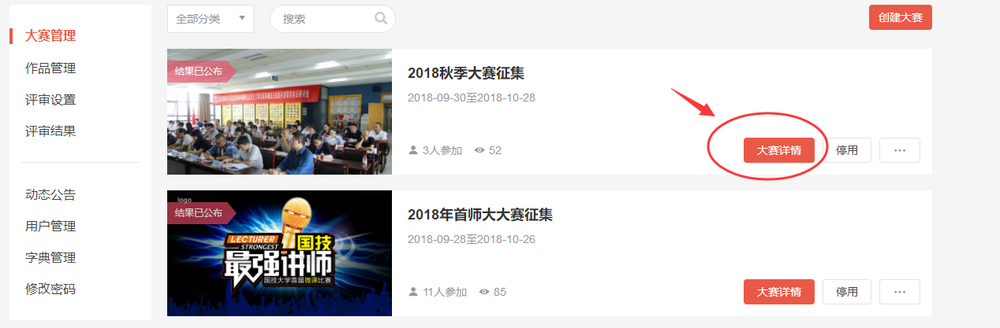 大赛管理
作品管理
评审设置
评审结果
动态公告
用户管理
字典管理
修改密码
全部分类
搜索
创建大赛
结果已公布
2018秋季大赛征集
2018-09-30至2018-10-28
3人参加 52
大赛详情 停用 ···
logo
结果已公布
LECTURER
STRONGEST
国技
最强讲师
国技大学首届微课比赛
2018年首师大大赛征集
2018-09-28至2018-10-26
11人参加 85
大赛详情 停用 ···